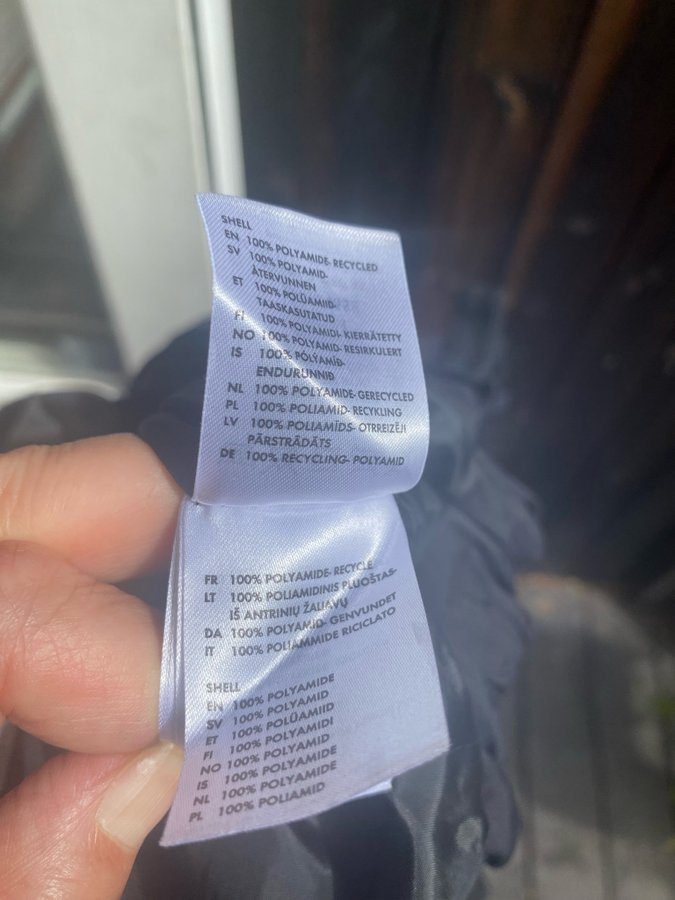 SHELL
EN 100% POLYAMIDE- RECYCLED
SV 100% POLYAMID-
ÅTERVUNNEN
ET 100% POLÜAMIID-
TAASKASUTATUD
FI 100% POLYAMIDI- KIERRÄTETTY
NO 100% POLYAMID- RESIRKULERT
IS 100% PÓLÝAMÍÐ-
ENDURUNNIÐ
NL 100% POLYAMIDE-GERECYCLED
PL 100% POLIAMID- RECYKLING
LV 100% POLIAMĪDS- OTRREIZĒJI
PĀRSTRĀDĀTS
DE 100% RECYCLING- POLYAMID
FR 100% POLYAMIDE- RECYCLÉ
LT 100% POLIAMIDINIS PLUOŠTAS-
IŠ ANTRINIŲ ŽALIAVŲ
DA 100% POLYAMID- GENVUNDET
IT 100% POLIAMMIDE RICICLATO
SHELL
EN 100% POLYAMIDE
SV 100% POLYAMID
ET 100% POLÜAMIID
FI 100% POLYAMIDI
NO 100% POLYAMID
IS 100% POLYAMIDE
NL 100% POLYAMIDE
PL 100% POLIAMID